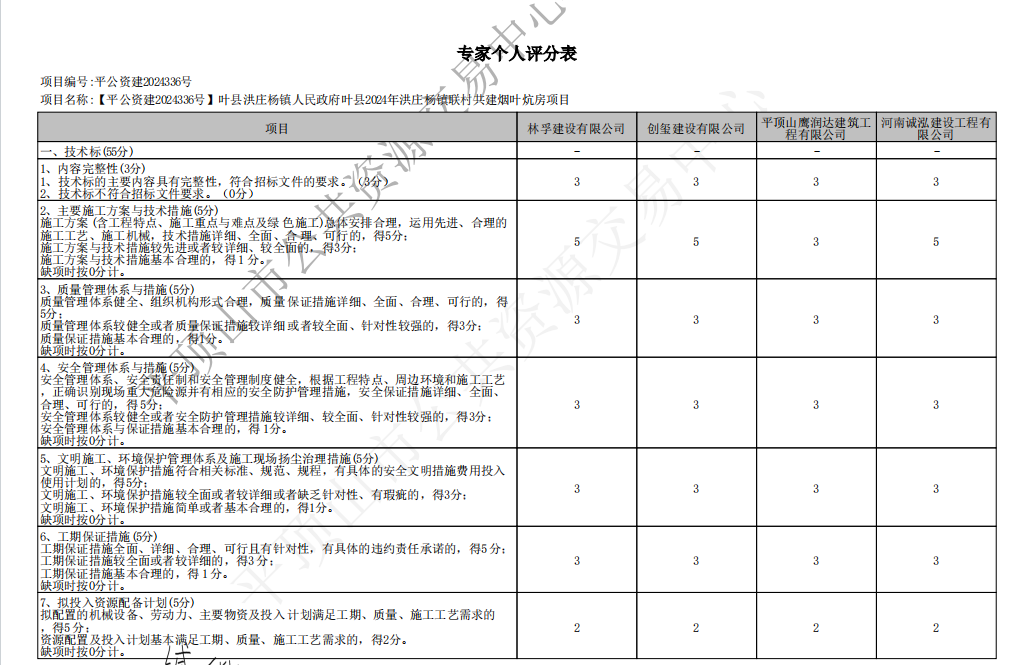 专家个人评分表
项目编号:平公资建2024336号
项目名称:【平公资建2024336号】叶县洪庄杨镇人民政府叶县2024年洪庄杨镇联村共建烟叶炕房项目
项目 林孚建设有限公司 创玺建设有限公司 平顶山鹰润达建筑工程有限公司 河南诚泓建设工程有限公司
一、技术标(55分) - - - -
1、内容完整性(3分)
1、技术标的主要内容具有完整性，符合招标文件的要求。（3分）
2、技术标不符合招标文件要求。（0分）
3 3 3 3
2、主要施工方案与技术措施(5分)
施工方案(含工程特点、施工重点与难点及绿色施工)总体安排合理，运用先进、合理的
施工工艺、施工机械，技术措施详细、全面、合理、可行的，得5分；
施工方案与技术措施较先进或者较详细、较全面的，得3分；
施工方案与技术措施基本合理的，得1分。
缺项时按0分计。
5 5 3 5
3、质量管理体系与措施(5分)
质量管理体系健全、组织机构形式合理，质量保证措施详细、全面、合理、可行的，得
5分；
质量管理体系较健全或者质量保证措施较详细或者较全面、针对性较强的，得3分；
质量保证措施基本合理的，得1分。
缺项时按0分计。
3 3 3 3
4、安全管理体系与措施(5分)
安全管理体系、安全责任制和安全管理制度健全，根据工程特点、周边环境和施工工艺
，正确识别现场重大危险源并有相应的安全防护管理措施，安全保证措施详细、全面、
合理、可行的，得5分；
安全管理体系较健全或者安全防护管理措施较详细、较全面、针对性较强的，得3分；
安全管理体系与保证措施基本合理的，得1分。
缺项时按0分计。
3 3 3 3
5、文明施工、环境保护管理体系及施工现场扬尘治理措施(5分)
文明施工、环境保护措施符合相关标准、规范、规程，有具体的安全文明措施费用投入
使用计划的，得5分；
文明施工、环境保护措施较全面或者较详细或者缺乏针对性、有瑕疵的，得3分；
文明施工、环境保护措施简单或者基本合理的，得1分。
缺项时按0分计。
3 3 3 3
6、工期保证措施(5分)
工期保证措施全面、详细、合理、可行且有针对性，有具体的违约责任承诺的，得5分；
工期保证措施较全面或者较详细的，得3分；
工期保证措施基本合理的，得1分。
缺项时按0分计。
3 3 3 3
7、拟投入资源配备计划(5分)
拟配置的机械设备、劳动力、主要物资及投入计划满足工期、质量、施工工艺需求的
，得5分；
资源配置及投入计划基本满足工期、质量、施工工艺需求的，得2分。
缺项时按0分计。
2 2 2 2
平顶山市公共资源交易中心
平顶山市公共资源交易中心